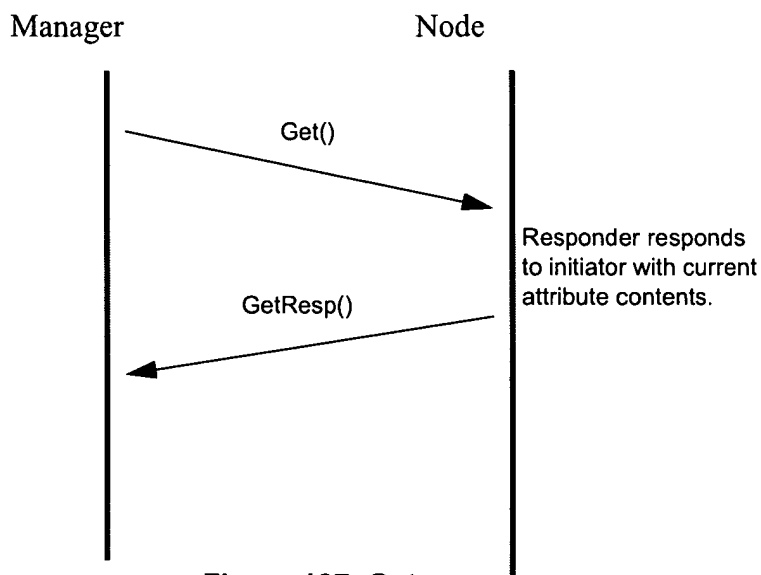 Manager Node
Get()
Responder responds
to initiator with current
attribute contents.
GetResp()